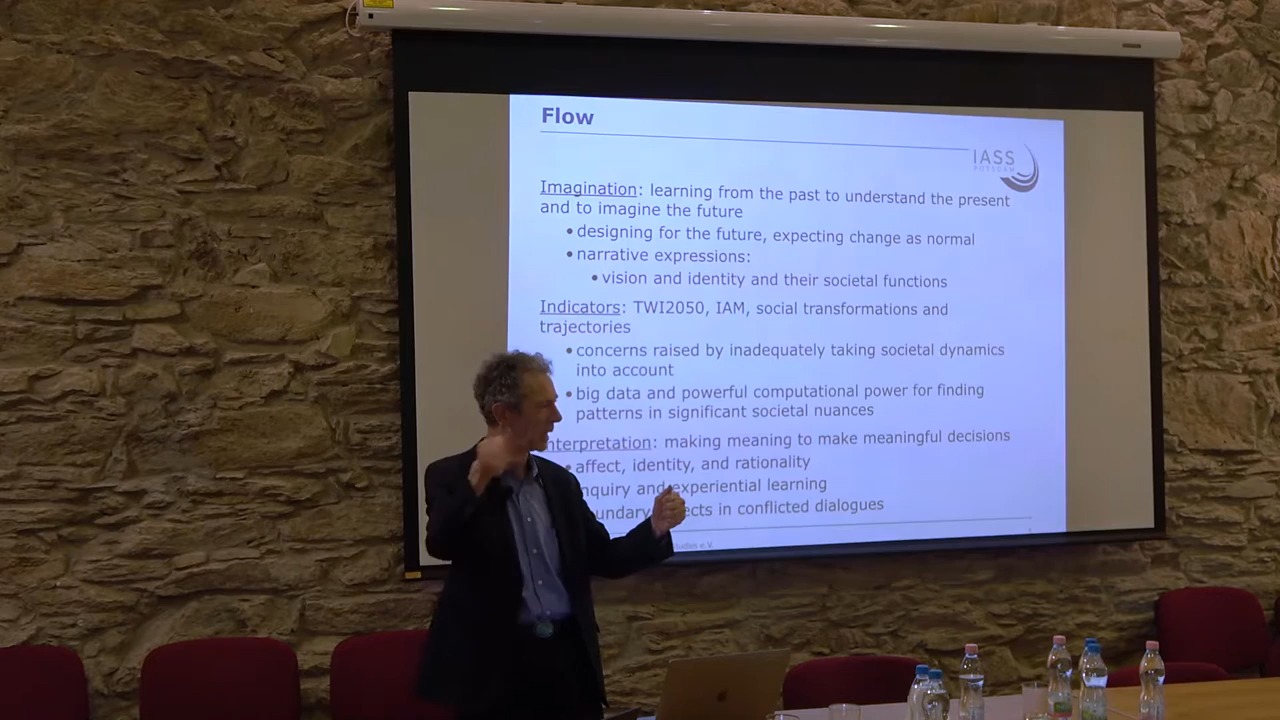 Flow
IASS
POTSDAM
Imagination: learning from the past to understand the present
and to imagine the future
• designing for the future, expecting change as normal
• narrative expressions:
• vision and identity and their societal functions
Indicators: TWI2050, IAM, social transformations and
trajectories
• concerns raised by inadequately taking societal dynamics
into account
• big data and powerful computational power for finding
patterns in significant societal nuances
nterpretation: making meaning to make meaningful decisions
• affect, identity, and rationality
nquiry and experiential learning
oundary ects in conflicted dialogues
tudies e. V.